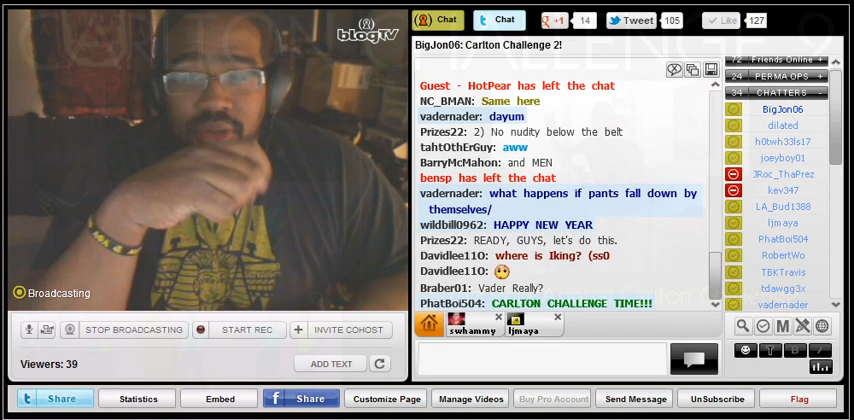 blogTV
Chat
Chat
+1
14
Tweet
105
Like
127
BigJon06: Carlton Challenge 2!
Guest - HotPear has left the chat
NC_BMAN: Same here
vadernader: dayum
Prizes22: 2) No nudity below the belt
tahtOthErGuy: aww
BarryMcMahon: and MEN
bensp has left the chat
vadernader: what happens if pants fall down by
themselves/
wildbill0962: HAPPY NEW YEAR
Prizes22: READY, GUYS, let's do this.
Davidlee11O: where is Iking? (ss0
Davidlee11O:
Braber01: Vader Really?
PhatBoi504: CARLTON CHALLENGE TIME!!!
swhammy
ljmaya
72 Friends Online +
24 PERMA OPS +
34 CHATTERS -
BigJon06
dilated
h0twh33ls17
joeyboy01
JRoc_ThaPrez
kev347
LA_Bud1388
ljmaya
PhatBoi504
RobertWo
TBKTravis
tdawgg3x
vadernader
Broadcasting
STOP BROADCASTING
START REC
INVITE COHOST
Viewers: 39
ADD TEXT
M
T
B
I
Share
Statistics
Embed
Share
Customize Page
Manage Videos
Buy Pro Account
Send Message
UnSubscribe
Flag